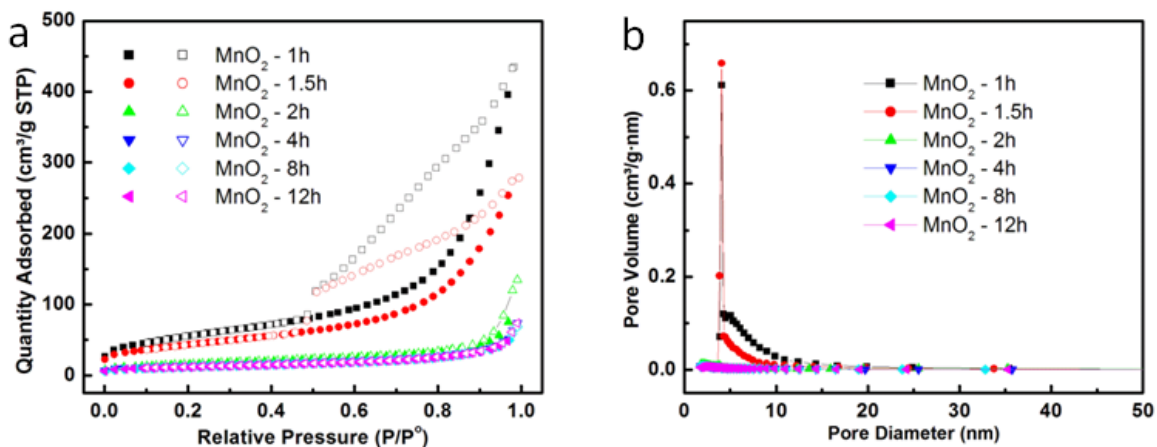 a
500
400
300
200
100
0
Quantity Adsorbed (cm³/g STP)
MnO₂ - 1h
MnO₂ - 1.5h
MnO₂ - 2h
MnO₂ - 4h
MnO₂ - 8h
MnO₂ - 12h
0.0 0.2 0.4 0.6 0.8 1.0
Relative Pressure (P/P°)
b
0.6
0.4
0.2
0.0
Pore Volume (cm³/g·nm)
MnO₂ - 1h
MnO₂ - 1.5h
MnO₂ - 2h
MnO₂ - 4h
MnO₂ - 8h
MnO₂ - 12h
0 10 20 30 40 50
Pore Diameter (nm)